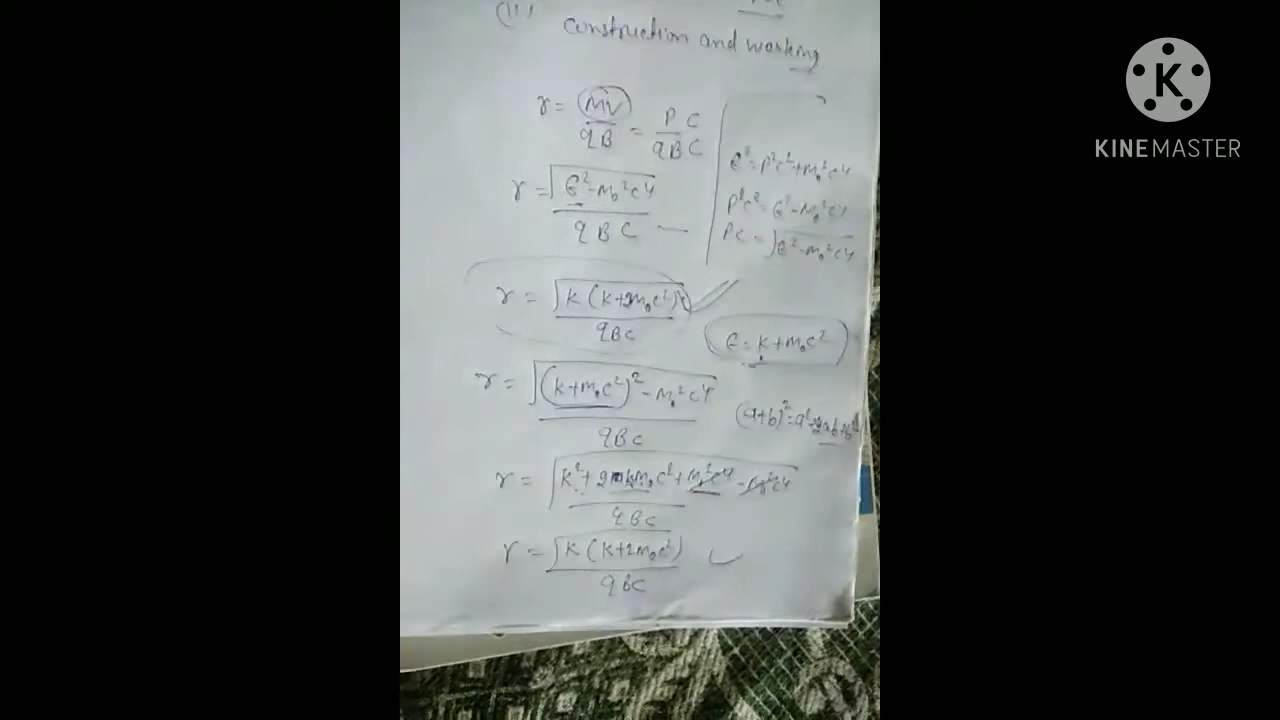 (11)
construction and working
r = MV / qB = P C / qBC
E² = P²c² + m₀²c⁴
P²c² = E² - m₀²c⁴
PC = √E² - m₀²c⁴
r = √E² - m₀²c⁴ / qBC
r = √K (K+2m₀c²) / qBC
E = K + m₀c²
r = √(K+m₀c²)² - m₀²c⁴ / qBC
(a+b)² = a²+2ab+b²
r = √K² + 2Km₀c² + m₀²c⁴ - m₀²c⁴ / qBC
r = √K (K+2m₀c²) / qBC
K
KINEMASTER